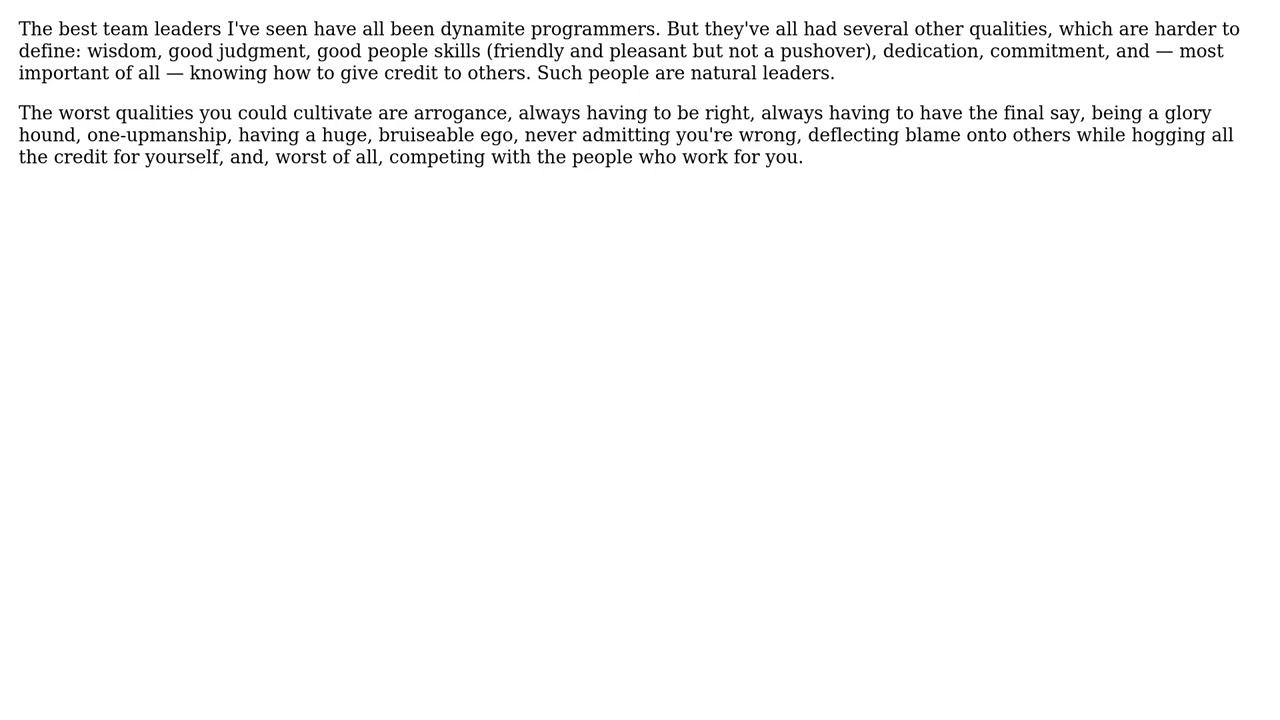 The best team leaders I've seen have all been dynamite programmers. But they've all had several other qualities, which are harder to
define: wisdom, good judgment, good people skills (friendly and pleasant but not a pushover), dedication, commitment, and — most
important of all — knowing how to give credit to others. Such people are natural leaders.
The worst qualities you could cultivate are arrogance, always having to be right, always having to have the final say, being a glory
hound, one-upmanship, having a huge, bruiseable ego, never admitting you're wrong, deflecting blame onto others while hogging all
the credit for yourself, and, worst of all, competing with the people who work for you.